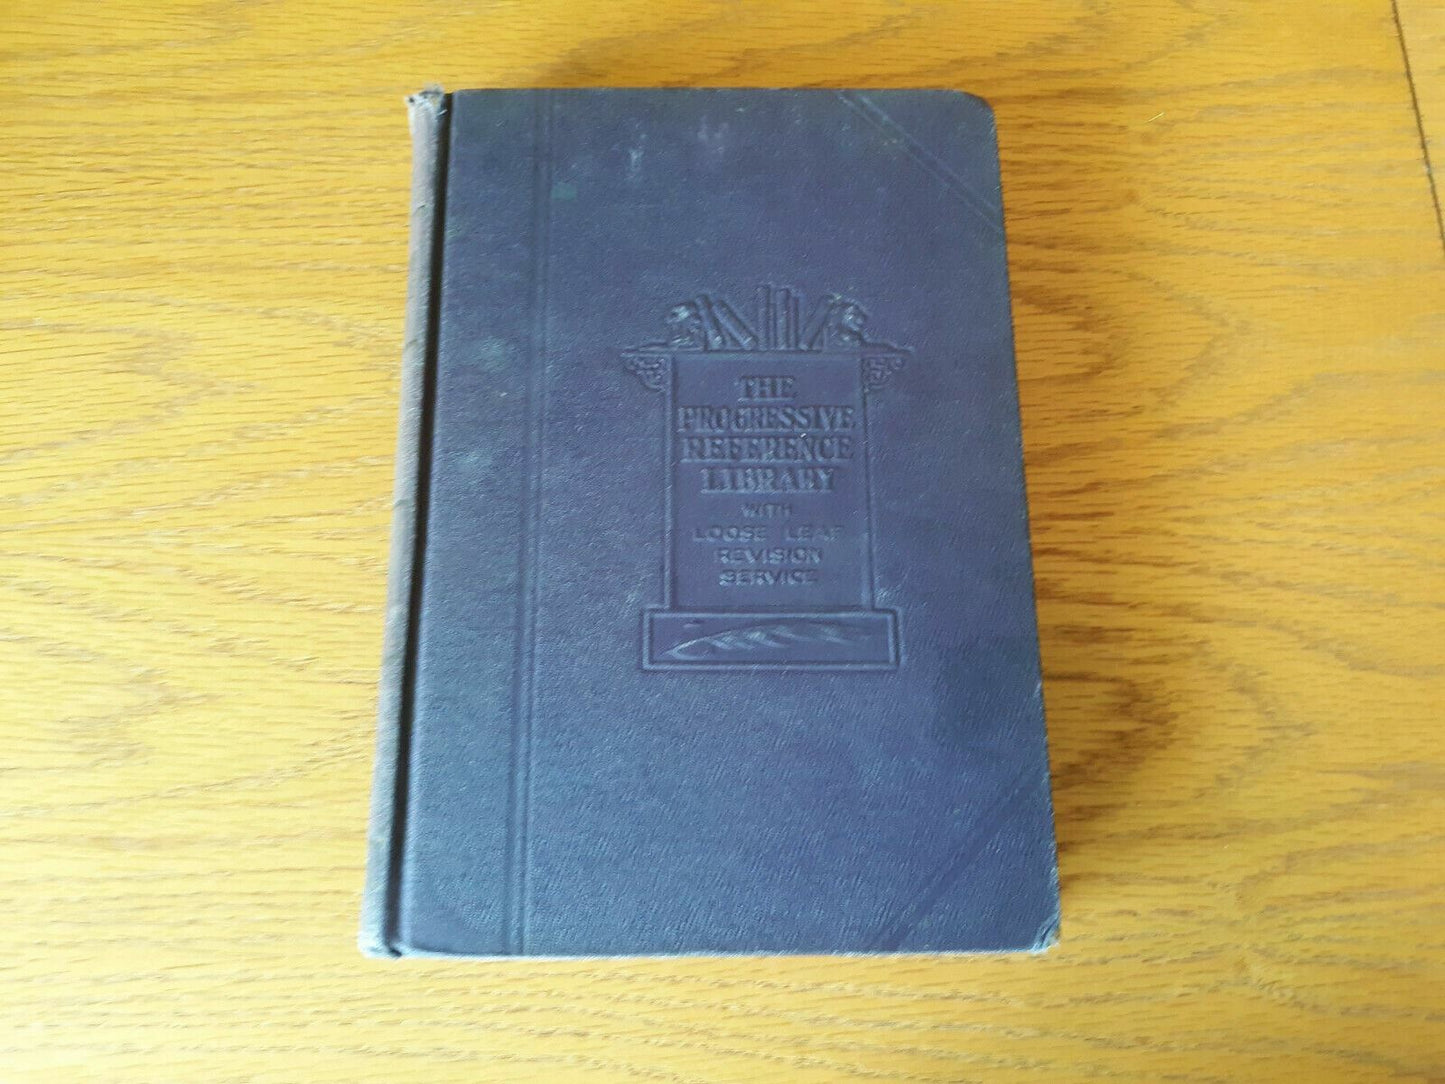 THE
PROGRESSIVE
REFERENCE
LIBRARY
WITH
LOOSE LEAF
REVISION
SERVICE